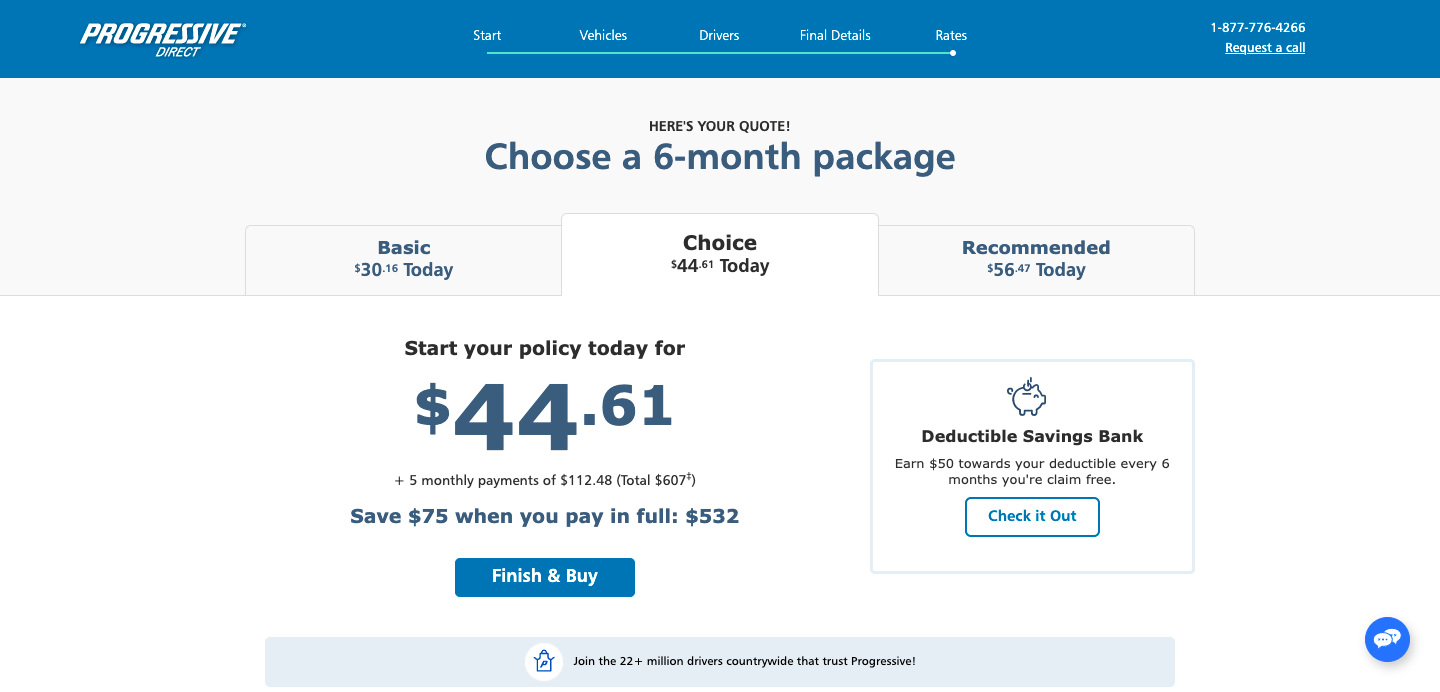 PROGRESSIVE®
DIRECT
Start
Vehicles
Drivers
Final Details
Rates
1-877-776-4266
Request a call
HERE'S YOUR QUOTE!
Choose a 6-month package
Basic
$30.16 Today
Choice
$44.61 Today
Recommended
$56.47 Today
Start your policy today for
$44.61
+ 5 monthly payments of $112.48 (Total $607‡)
Save $75 when you pay in full: $532
Finish & Buy
Deductible Savings Bank
Earn $50 towards your deductible every 6
months you're claim free.
Check it Out
Join the 22+ million drivers countrywide that trust Progressive!